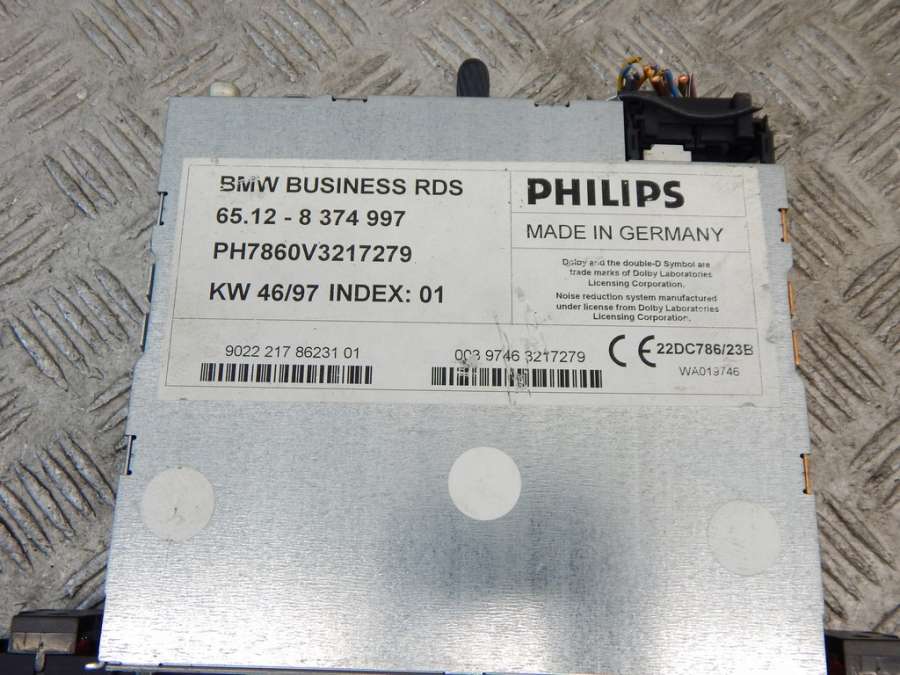 BMW BUSINESS RDS
65.12 - 8 374 997
PH7860V3217279
KW 46/97 INDEX: 01
PHILIPS
MADE IN GERMANY
Dolby and the double-D Symbol are
trade marks of Dolby Laboratories
Licensing Corporation.
Noise reduction system manufactured
under license from Dolby Laboratories
Licensing Corporation.
9022 217 86231 01
003 9746 3217279
CE 22DC786/23B
WA019746